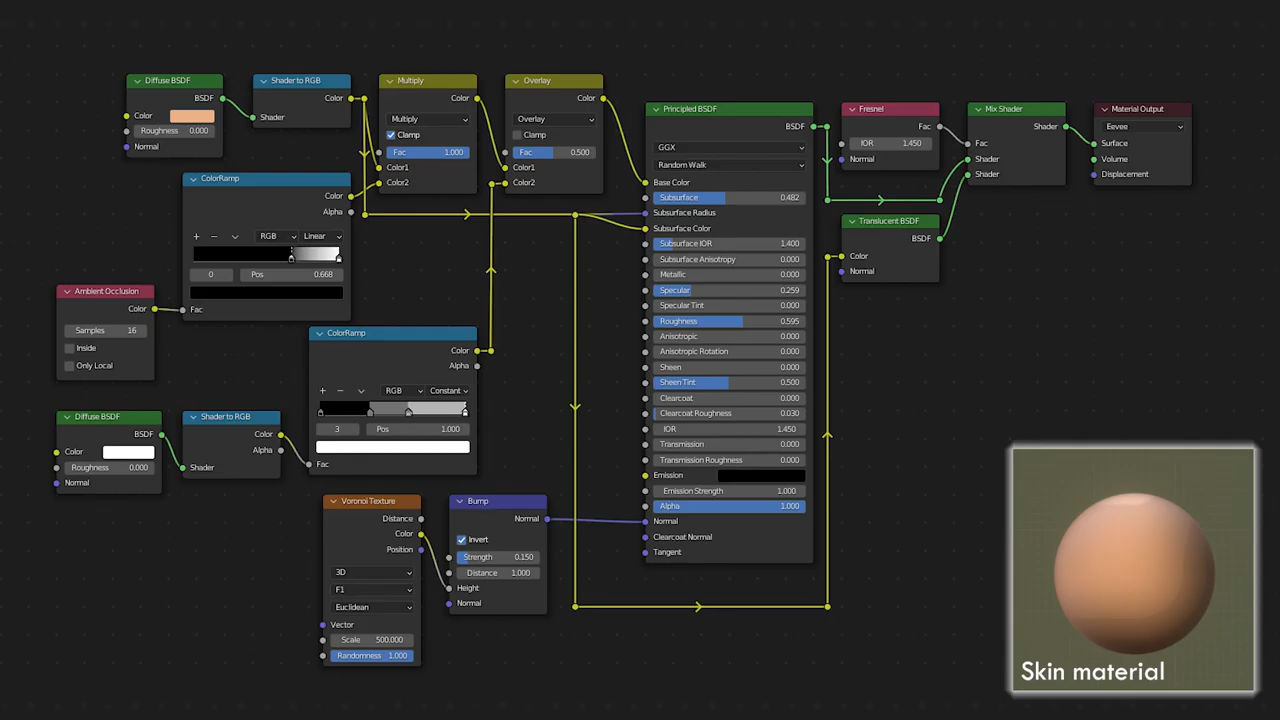 Diffuse BSDF
BSDF
Color
Roughness 0.000
Normal
Shader to RGB
Color
Shader
Multiply
Color
Multiply
Clamp
Fac 1.000
Color1
Color2
Overlay
Color
Overlay
Clamp
Fac 0.500
Color1
Color2
ColorRamp
Color
Alpha
+ − RGB Linear
0 Pos 0.668
Fac
Ambient Occlusion
Color
Samples 16
Inside
Only Local
ColorRamp
Color
Alpha
+ − RGB Constant
3 Pos 1.000
Fac
Diffuse BSDF
BSDF
Color
Roughness 0.000
Normal
Shader to RGB
Color
Alpha
Shader
Voronoi Texture
Distance
Color
Position
3D
F1
Euclidean
Vector
Scale 500.000
Randomness 1.000
Bump
Normal
Invert
Strength 0.150
Distance 1.000
Height
Normal
Principled BSDF
BSDF
GGX
Random Walk
Base Color
Subsurface 0.482
Subsurface Radius
Subsurface Color
Subsurface IOR 1.400
Subsurface Anisotropy 0.000
Metallic 0.000
Specular 0.259
Specular Tint 0.000
Roughness 0.595
Anisotropic 0.000
Anisotropic Rotation 0.000
Sheen 0.000
Sheen Tint 0.500
Clearcoat 0.000
Clearcoat Roughness 0.030
IOR 1.450
Transmission 0.000
Transmission Roughness 0.000
Emission
Emission Strength 1.000
Alpha 1.000
Normal
Clearcoat Normal
Tangent
Fresnel
Fac
IOR 1.450
Normal
Mix Shader
Shader
Fac
Shader
Shader
Material Output
Eevee
Surface
Volume
Displacement
Translucent BSDF
BSDF
Color
Normal
Skin material